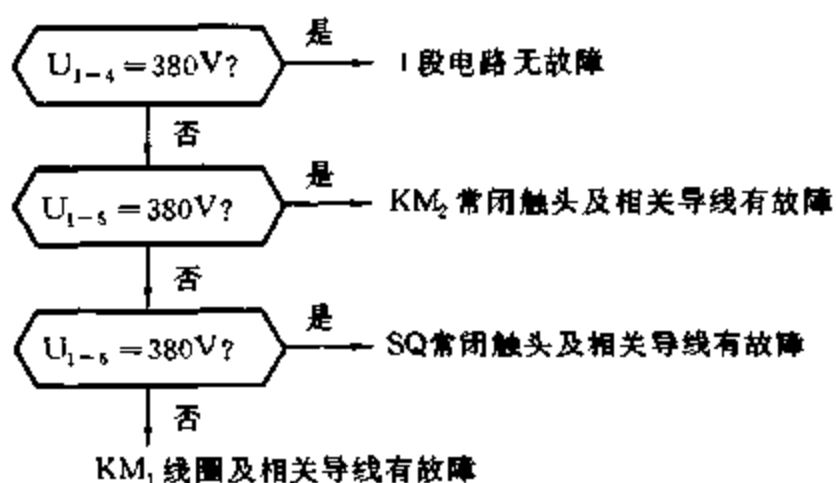 U₁₋₄ = 380V?
是
I段电路无故障
否
U₁₋₅ = 380V?
是
KM₂常闭触头及相关导线有故障
否
U₁₋₆ = 380V?
是
SQ常闭触头及相关导线有故障
否
KM₁线圈及相关导线有故障